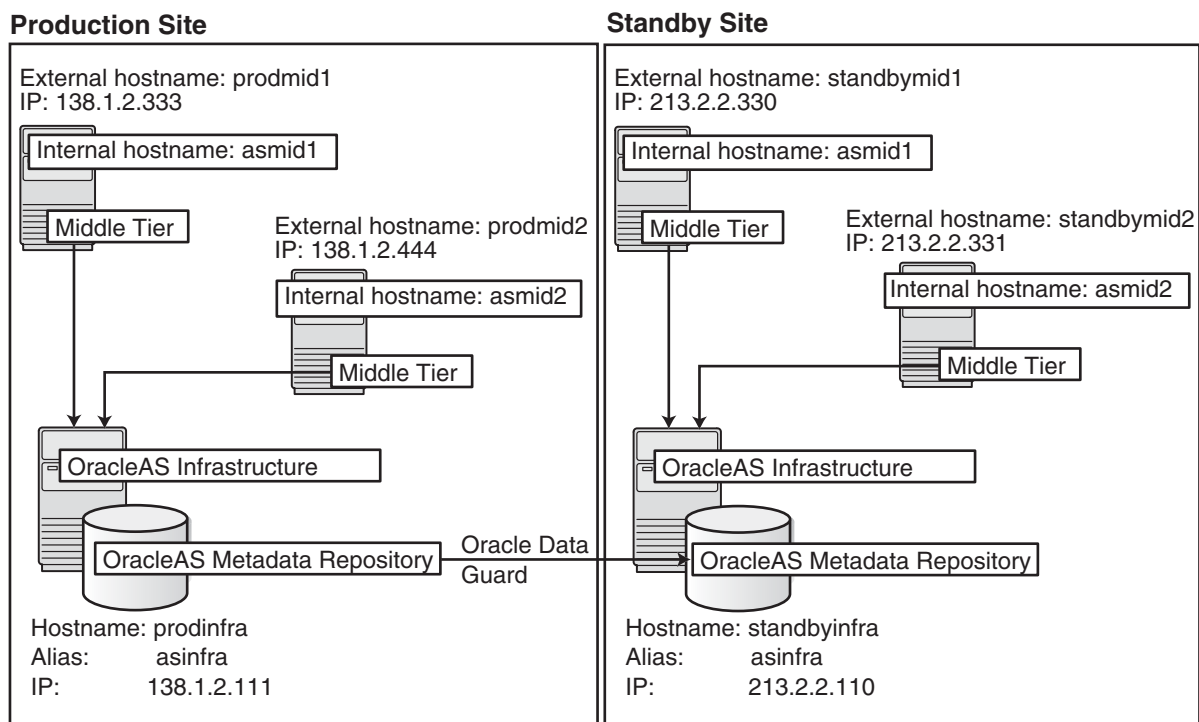 Production Site
External hostname: prodmid1
IP: 138.1.2.333
Internal hostname: asmid1
Middle Tier
External hostname: prodmid2
IP: 138.1.2.444
Internal hostname: asmid2
Middle Tier
OracleAS Infrastructure
OracleAS Metadata Repository
Oracle Data
Guard
Hostname: prodinfra
Alias: asinfra
IP: 138.1.2.111
Standby Site
External hostname: standbymid1
IP: 213.2.2.330
Internal hostname: asmid1
Middle Tier
External hostname: standbymid2
IP: 213.2.2.331
Internal hostname: asmid2
Middle Tier
OracleAS Infrastructure
OracleAS Metadata Repository
Hostname: standbyinfra
Alias: asinfra
IP: 213.2.2.110